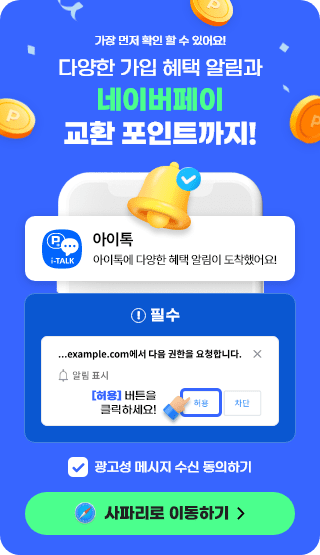 가장 먼저 확인 할 수 있어요!
다양한 가입 혜택 알림과
네이버페이
교환 포인트까지!
P
P
P
i-TALK
아이톡
아이톡에 다양한 혜택 알림이 도착했어요!
필수
...example.com에서 다음 권한을 요청합니다.
알림 표시
[허용] 버튼을
클릭하세요!
허용
차단
광고성 메시지 수신 동의하기
사파리로 이동하기